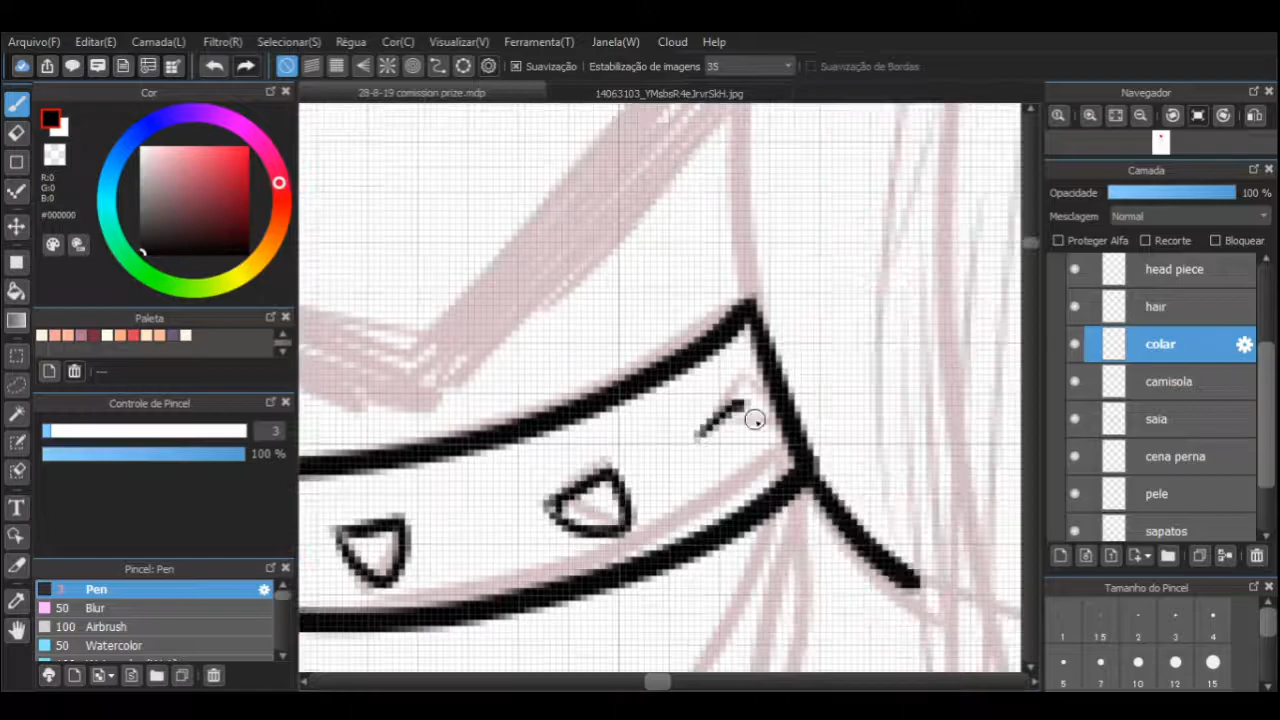 Arquivo(F) Editar(E) Camada(L) Filtro(R) Selecionar(S) Régua Cor(C) Visualizar(V) Ferramenta(T) Janela(W) Cloud Help
Suavização Estabilização de imagens 35 Suavização de Bordas
Cor
28-8-19 comission prize.mdp 14063103_YMsbsR4eJrvrSkH.jpg
R:0
G:0
B:0
#000000
Paleta
---
Controle de Pincel
3
100 %
Pincel: Pen
3 Pen
50 Blur
100 Airbrush
50 Watercolor
Navegador
Camada
Opacidade 100 %
Mesclagem Normal
Proteger Alfa Recorte Bloquear
head piece
hair
colar
camisola
saia
cena perna
pele
sapatos
Tamanho do Pincel
1 1.5 2 3 4
5 7 10 12 15